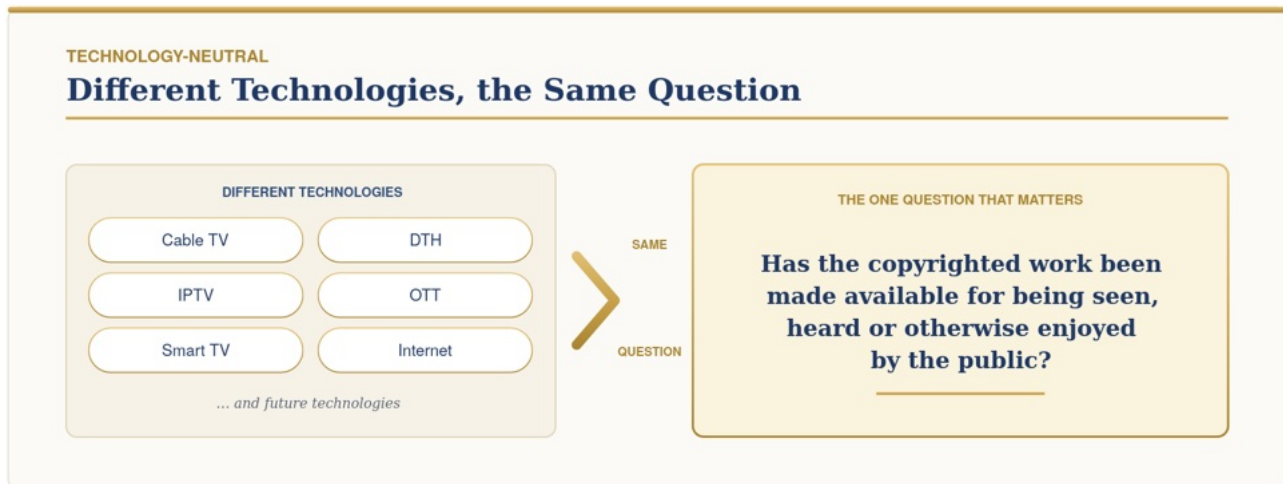 TECHNOLOGY-NEUTRAL
Different Technologies, the Same Question
DIFFERENT TECHNOLOGIES
Cable TV
DTH
IPTV
OTT
Smart TV
Internet
... and future technologies
SAME
QUESTION
THE ONE QUESTION THAT MATTERS
Has the copyrighted work been
made available for being seen,
heard or otherwise enjoyed
by the public?